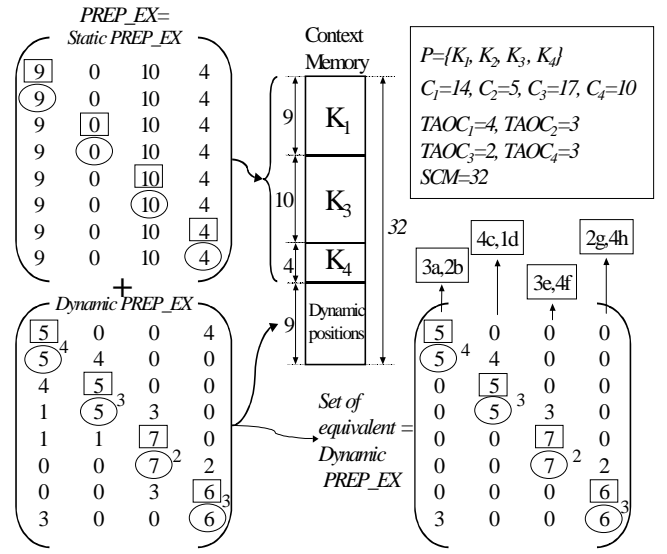 PREP_EX=
Static PREP_EX
9 0 10 4
9 0 10 4
9 0 10 4
9 0 10 4
9 0 10 4
9 0 10 4
9 0 10 4
9 0 10 4
+
Dynamic PREP_EX
5 0 0 4
5 4 4 0 0
4 5 0 0
1 5 3 3 0
1 1 7 0
0 0 7 2 2
0 0 3 6 3
3 0 0 6
Context
Memory
9 K1
10 K3
4 K4
9 Dynamic
positions
32
P={K1, K2, K3, K4}
C1=14, C2=5, C3=17, C4=10
TAOC1=4, TAOC2=3
TAOC3=2, TAOC4=3
SCM=32
3a,2b 4c,1d 3e,4f 2g,4h
Set of
equivalent =
Dynamic
PREP_EX
5 0 0 0
5 4 4 0 0
0 5 0 0
0 5 3 3 0
0 0 7 0
0 0 7 2 2
0 0 0 6 3
3 0 0 6